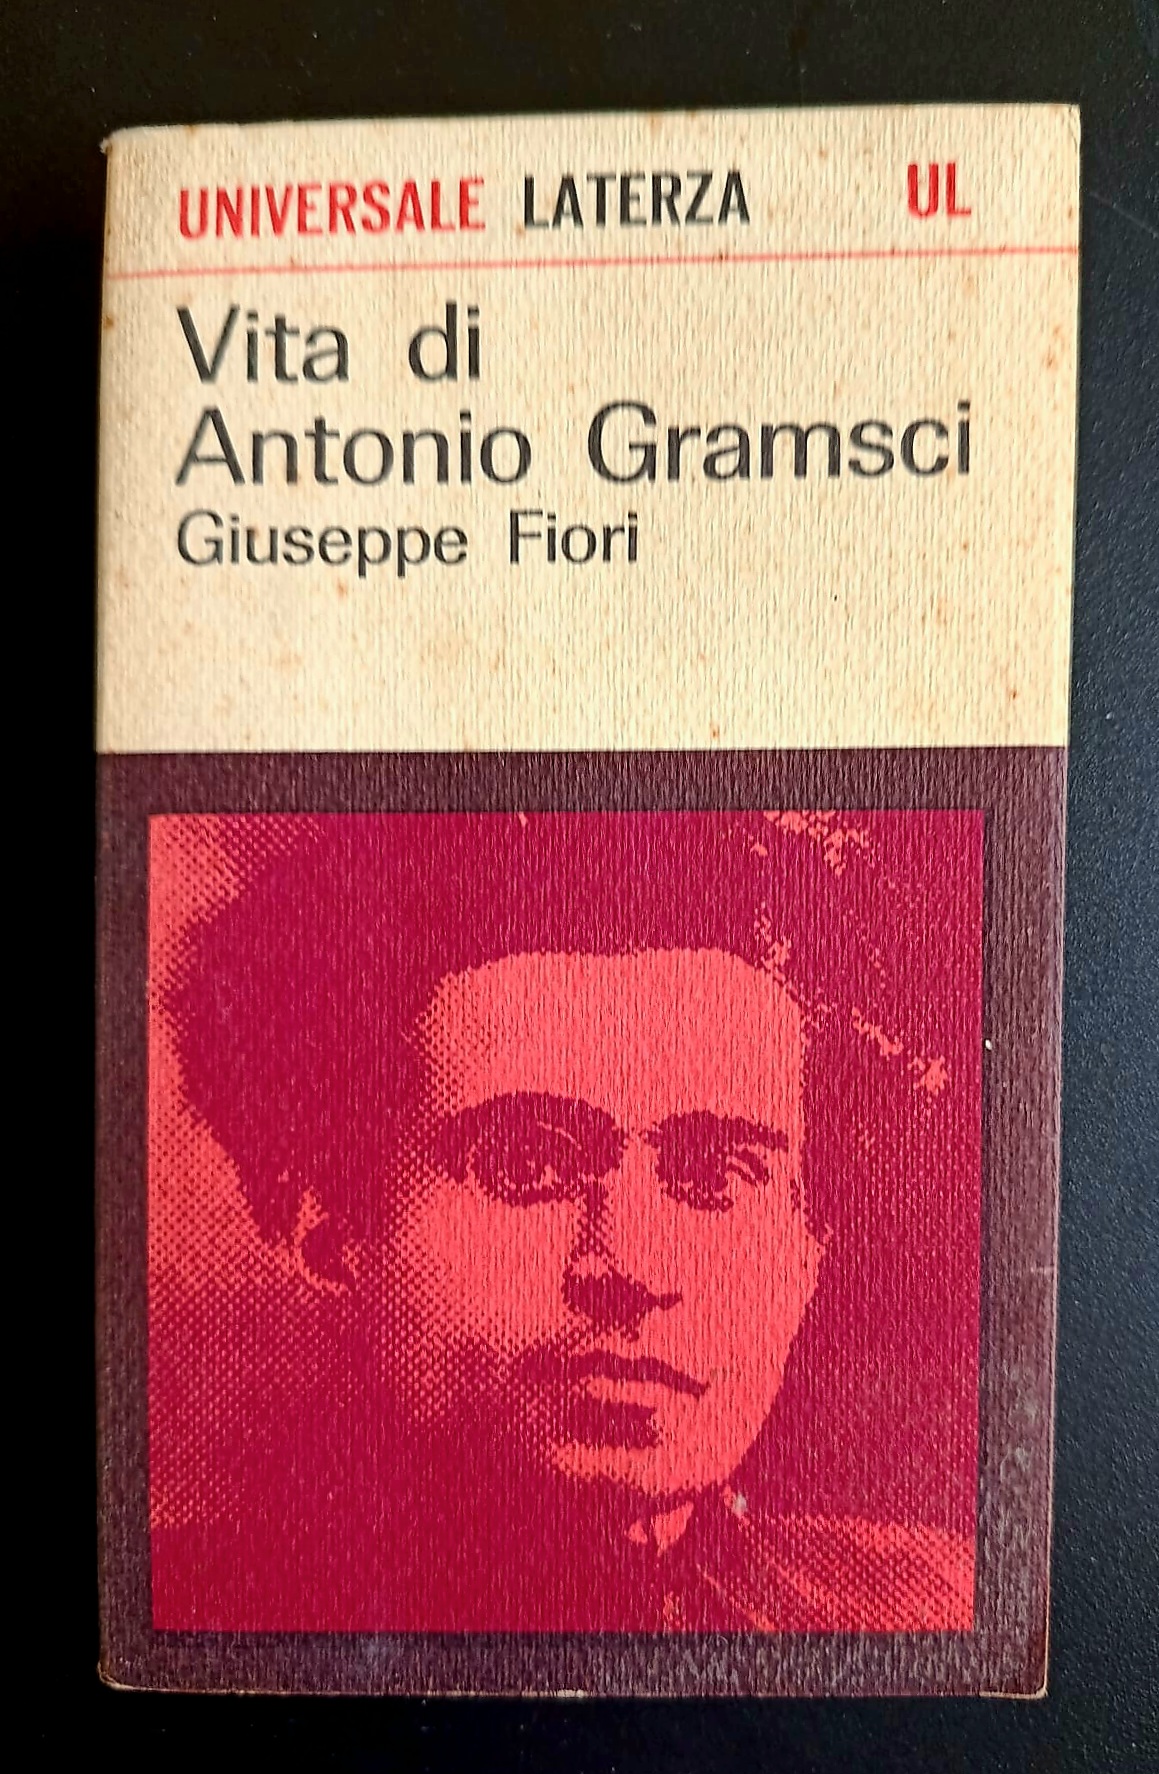 UNIVERSALE LATERZA UL
Vita di
Antonio Gramsci
Giuseppe Fiori